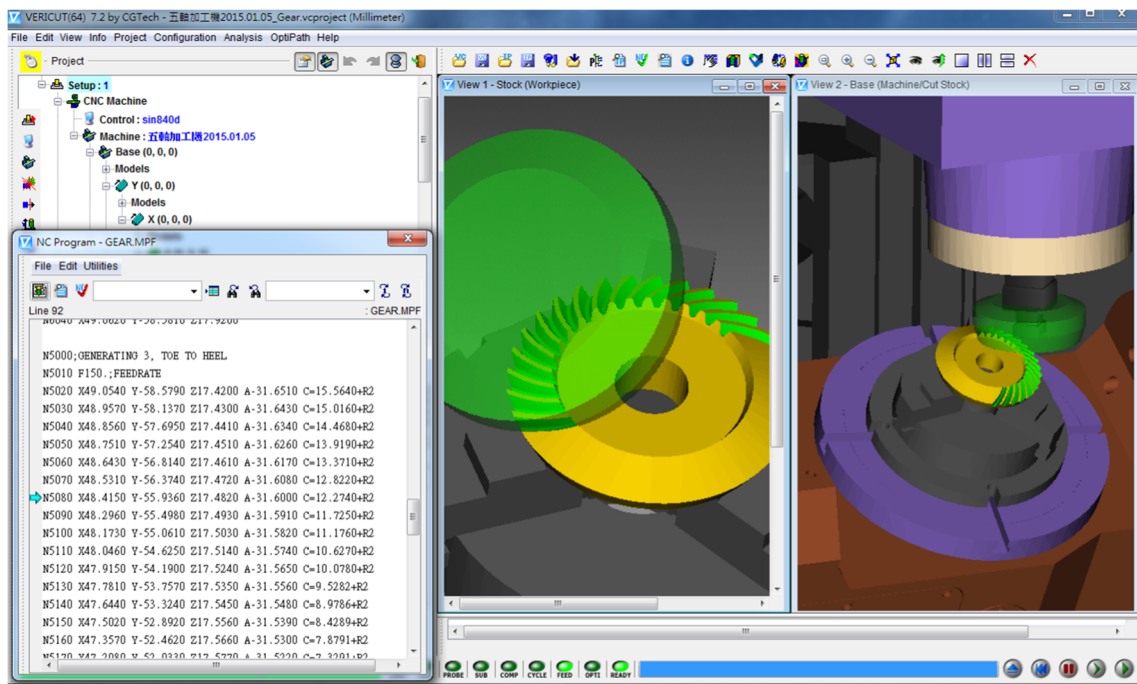 VERICUT(64) 7.2 by CGTech - 五軸加工機2015.01.05_Gear.vcproject (Millimeter)
File Edit View Info Project Configuration Analysis OptiPath Help
Project
Setup : 1
CNC Machine
Control : sin840d
Machine : 五軸加工機2015.01.05
Base (0, 0, 0)
Models
Y (0, 0, 0)
Models
X (0, 0, 0)
NC Program - GEAR.MPF
File Edit Utilities
Line 92
: GEAR.MPF
N5000;GENERATING 3, TOE TO HEEL
N5010 F150.;FEEDRATE
N5020 X49.0540 Y-58.5790 Z17.4200 A-31.6510 C=15.5640+R2
N5030 X48.9570 Y-58.1370 Z17.4300 A-31.6430 C=15.0160+R2
N5040 X48.8560 Y-57.6950 Z17.4410 A-31.6340 C=14.4680+R2
N5050 X48.7510 Y-57.2540 Z17.4510 A-31.6260 C=13.9190+R2
N5060 X48.6430 Y-56.8140 Z17.4610 A-31.6170 C=13.3710+R2
N5070 X48.5310 Y-56.3740 Z17.4720 A-31.6080 C=12.8220+R2
N5080 X48.4150 Y-55.9360 Z17.4820 A-31.6000 C=12.2740+R2
N5090 X48.2960 Y-55.4980 Z17.4930 A-31.5910 C=11.7250+R2
N5100 X48.1730 Y-55.0610 Z17.5030 A-31.5820 C=11.1760+R2
N5110 X48.0460 Y-54.6250 Z17.5140 A-31.5740 C=10.6270+R2
N5120 X47.9150 Y-54.1900 Z17.5240 A-31.5650 C=10.0780+R2
N5130 X47.7810 Y-53.7570 Z17.5350 A-31.5560 C=9.5282+R2
N5140 X47.6440 Y-53.3240 Z17.5450 A-31.5480 C=8.9786+R2
N5150 X47.5020 Y-52.8920 Z17.5560 A-31.5390 C=8.4289+R2
N5160 X47.3570 Y-52.4620 Z17.5660 A-31.5300 C=7.8791+R2
View 1 - Stock (Workpiece)
View 2 - Base (Machine/Cut Stock)
PROBE SUB COMP CYCLE FEED OPTI READY